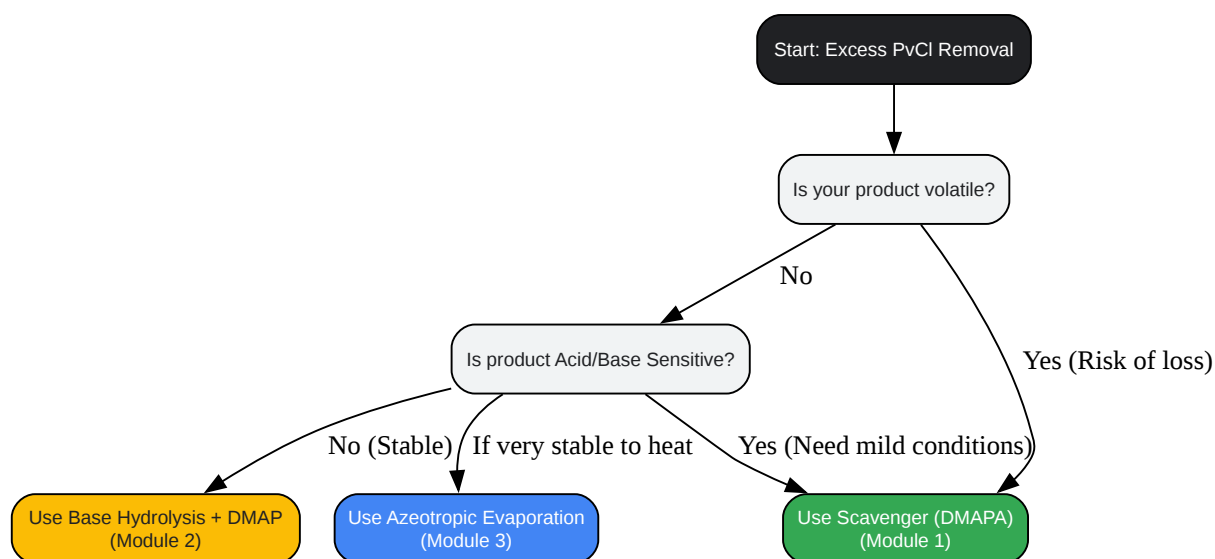 Start: Excess PvCl Removal
Is your product volatile?
No
Yes (Risk of loss)
Is product Acid/Base Sensitive?
No (Stable)
If very stable to heat
Yes (Need mild conditions)
Use Base Hydrolysis + DMAP
(Module 2)
Use Azeotropic Evaporation
(Module 3)
Use Scavenger (DMAPA)
(Module 1)